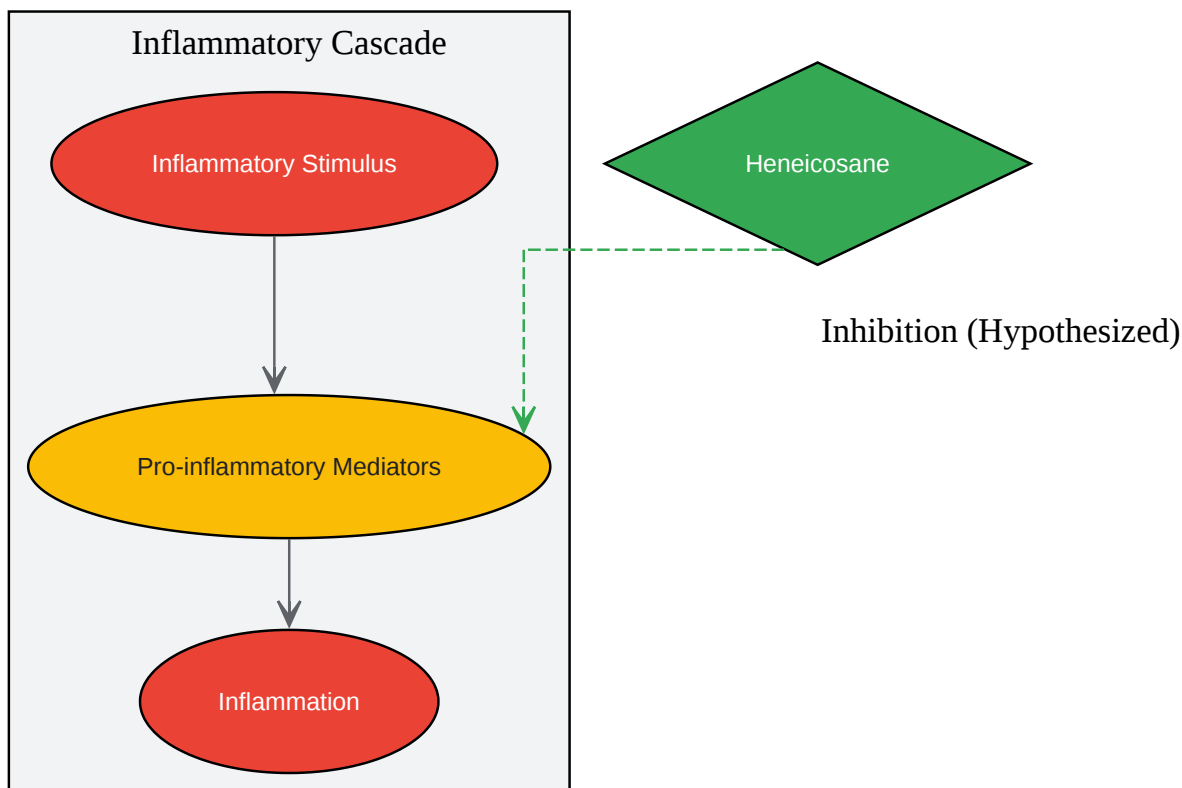 Inflammatory Cascade
Inflammatory Stimulus
Heneicosane
Inhibition (Hypothesized)
Pro-inflammatory Mediators
Inflammation